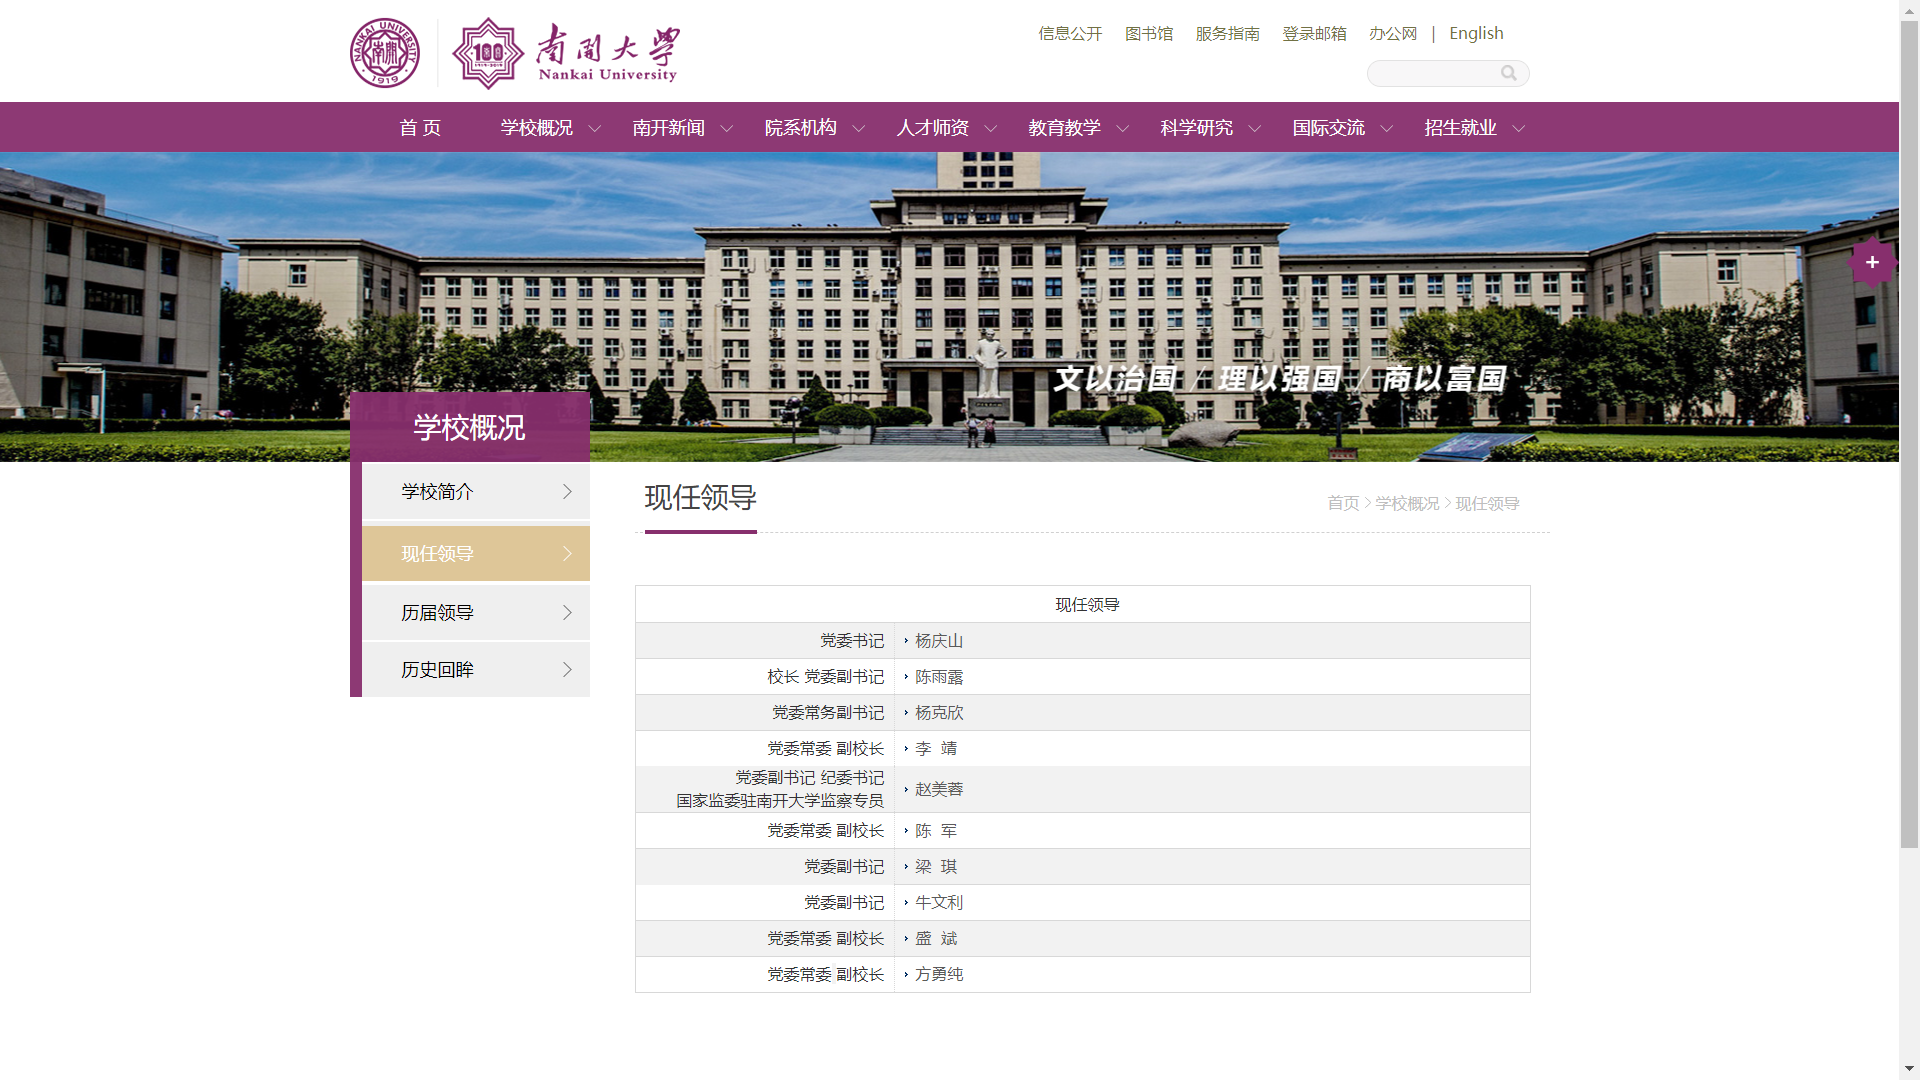 NANKAI UNIVERSITY
1919
100
南開大学
Nankai University
信息公开 图书馆 服务指南 登录邮箱 办公网 | English
首 页 学校概况 南开新闻 院系机构 人才师资 教育教学 科学研究 国际交流 招生就业
+
文以治国 / 理以强国 / 商以富国
学校概况
学校简介
现任领导
历届领导
历史回眸
现任领导
首页 > 学校概况 > 现任领导
现任领导
党委书记 杨庆山
校长 党委副书记 陈雨露
党委常务副书记 杨克欣
党委常委 副校长 李 靖
党委副书记 纪委书记
国家监委驻南开大学监察专员 赵美蓉
党委常委 副校长 陈 军
党委副书记 梁 琪
党委副书记 牛文利
党委常委 副校长 盛 斌
党委常委 副校长 方勇纯